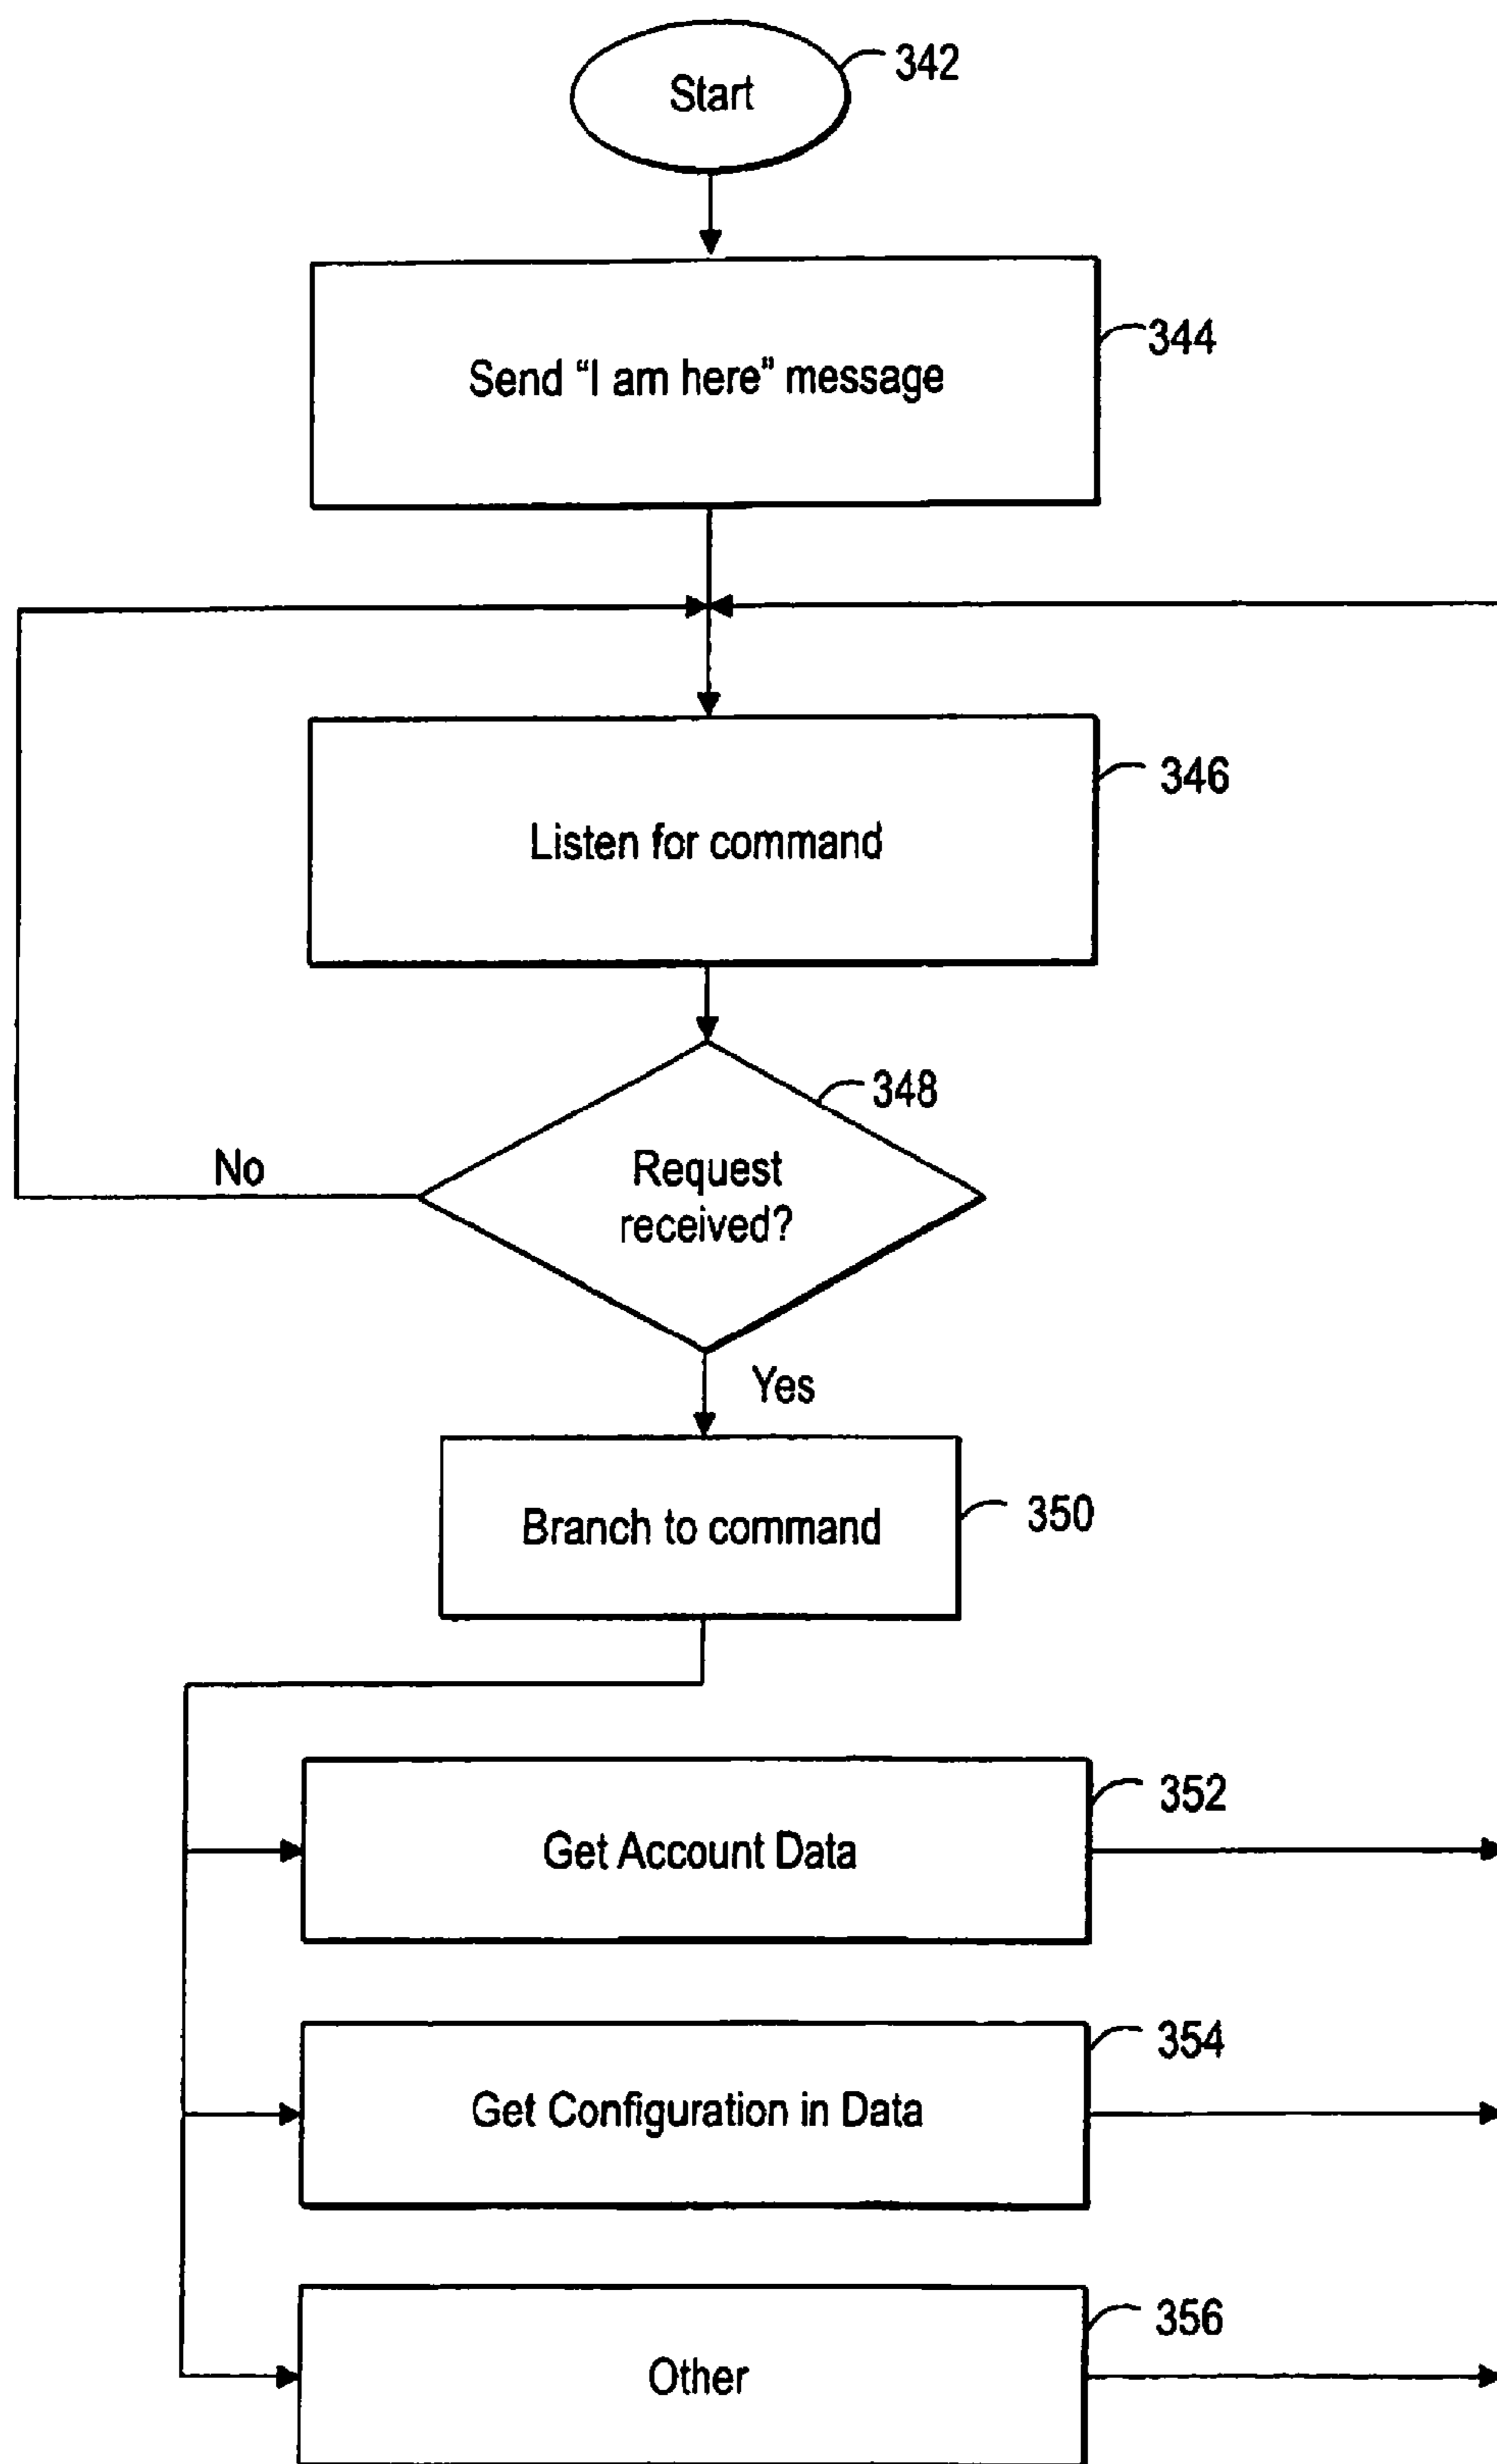 Start
342
Send “I am here” message
344
Listen for command
346
348
Request
received?
No
Yes
Branch to command
350
Get Account Data
352
Get Configuration in Data
354
Other
356